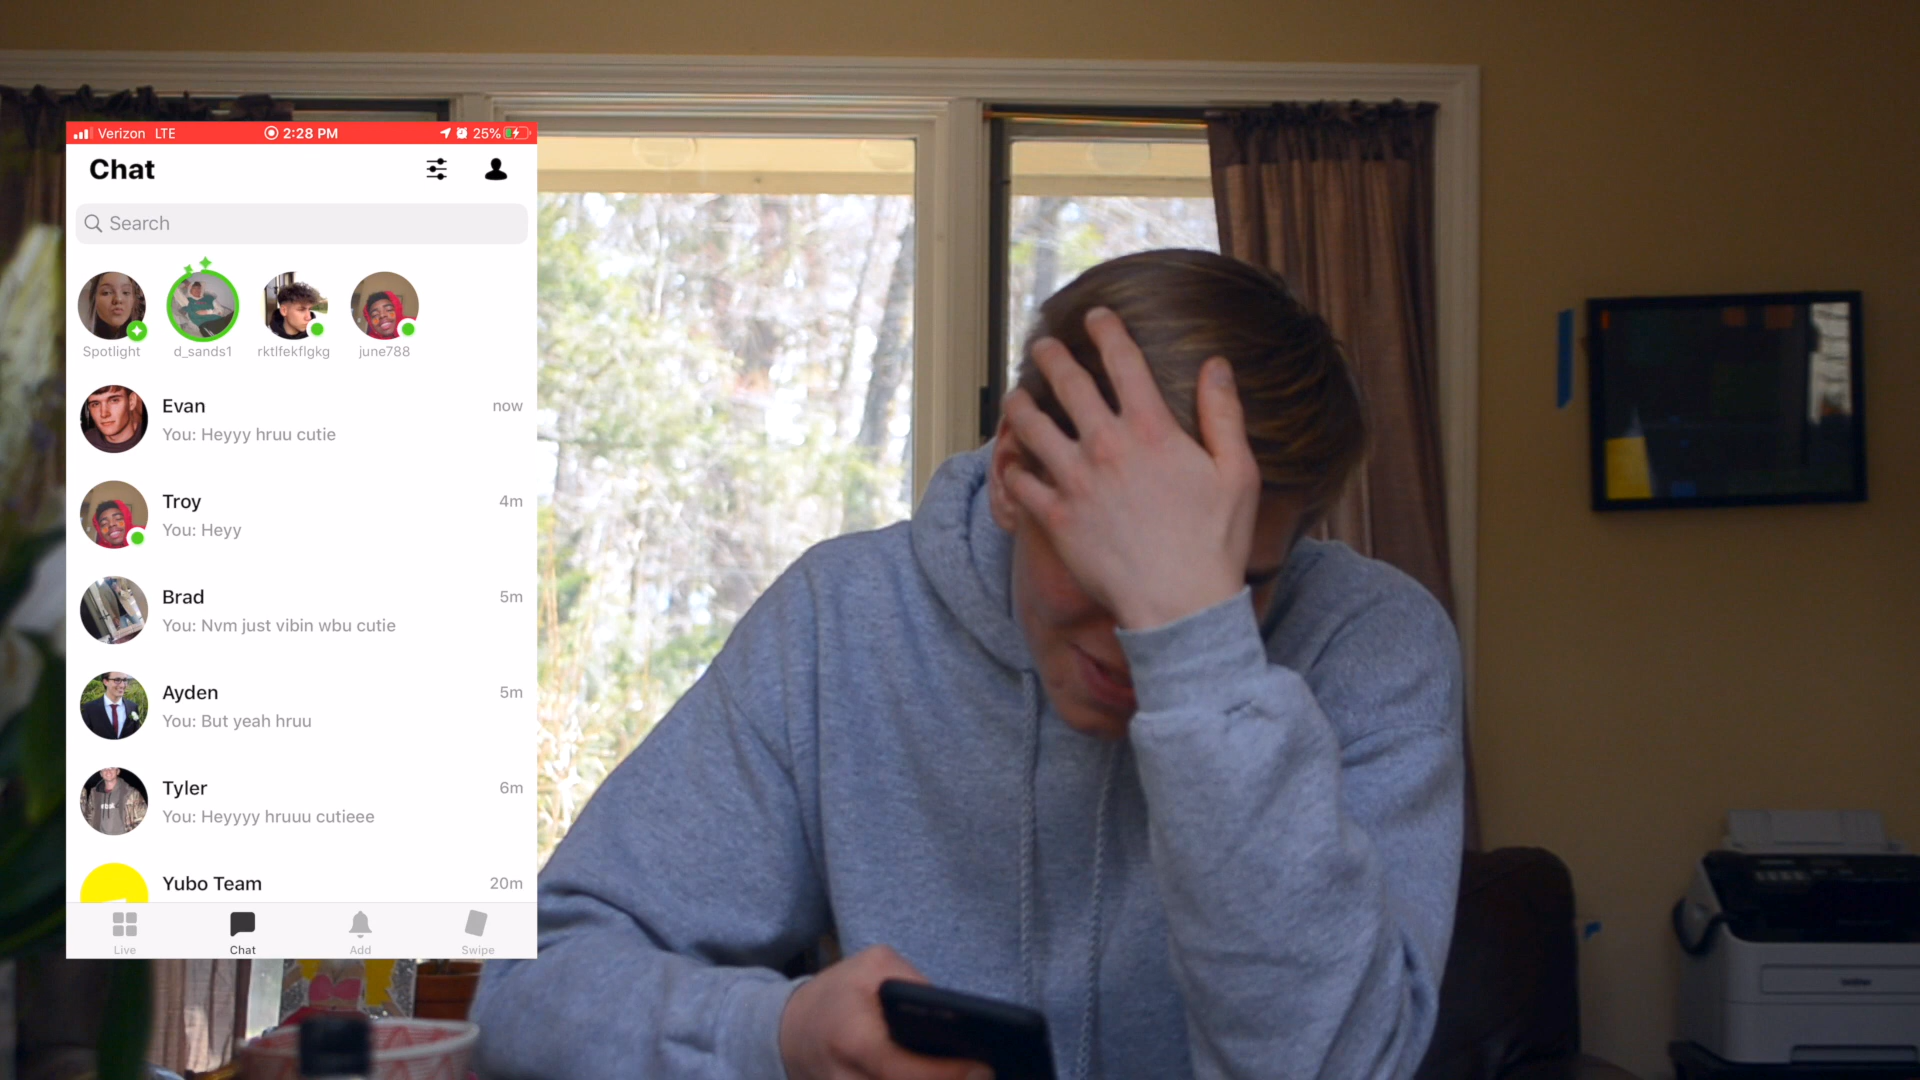 Verizon LTE 2:28 PM 25%
Chat
Search
Spotlight d_sands1 rktlfekflgkg june788
Evan now
You: Heyyy hruu cutie
Troy 4m
You: Heyy
Brad 5m
You: Nvm just vibin wbu cutie
Ayden 5m
You: But yeah hruu
Tyler 6m
You: Heyyyy hruuu cutieee
Yubo Team 20m
Live Chat Add Swipe
brother